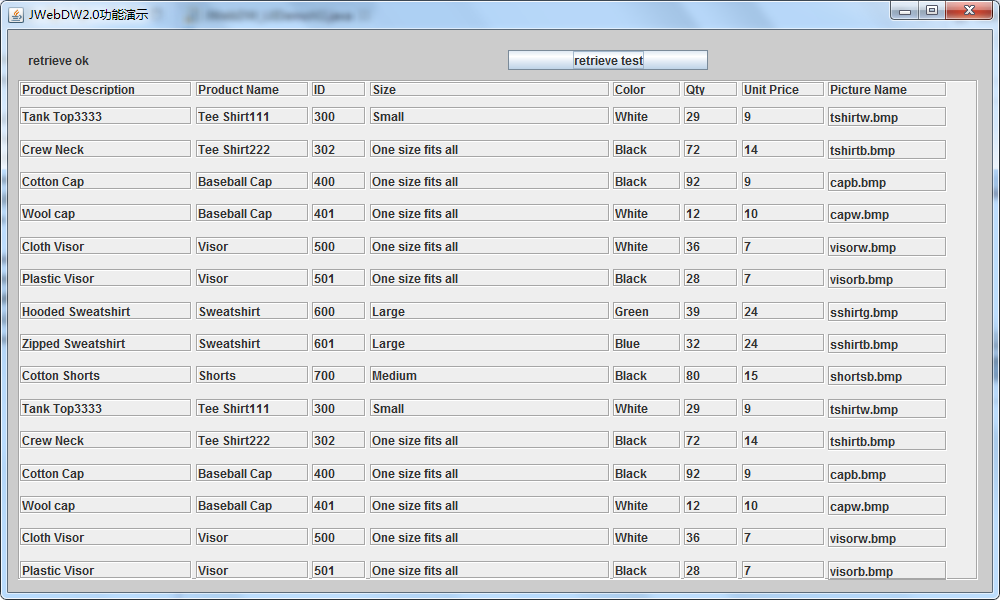 JWebDW2.0功能演示
retrieve ok retrieve test
Product Description Product Name ID Size Color Qty Unit Price Picture Name
Tank Top3333 Tee Shirt111 300 Small White 29 9 tshirtw.bmp
Crew Neck Tee Shirt222 302 One size fits all Black 72 14 tshirtb.bmp
Cotton Cap Baseball Cap 400 One size fits all Black 92 9 capb.bmp
Wool cap Baseball Cap 401 One size fits all White 12 10 capw.bmp
Cloth Visor Visor 500 One size fits all White 36 7 visorw.bmp
Plastic Visor Visor 501 One size fits all Black 28 7 visorb.bmp
Hooded Sweatshirt Sweatshirt 600 Large Green 39 24 sshirtg.bmp
Zipped Sweatshirt Sweatshirt 601 Large Blue 32 24 sshirtb.bmp
Cotton Shorts Shorts 700 Medium Black 80 15 shortsb.bmp
Tank Top3333 Tee Shirt111 300 Small White 29 9 tshirtw.bmp
Crew Neck Tee Shirt222 302 One size fits all Black 72 14 tshirtb.bmp
Cotton Cap Baseball Cap 400 One size fits all Black 92 9 capb.bmp
Wool cap Baseball Cap 401 One size fits all White 12 10 capw.bmp
Cloth Visor Visor 500 One size fits all White 36 7 visorw.bmp
Plastic Visor Visor 501 One size fits all Black 28 7 visorb.bmp